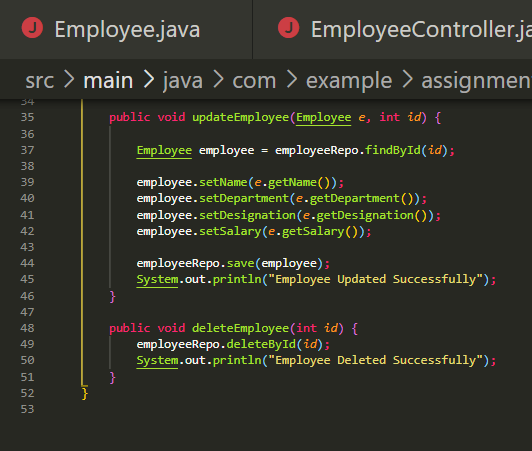 J Employee.java
J EmployeeController.ja
src > main > java > com > example > assignment
34
35 public void updateEmployee(Employee e, int id) {
36
37 Employee employee = employeeRepo.findById(id);
38
39 employee.setName(e.getName());
40 employee.setDepartment(e.getDepartment());
41 employee.setDesignation(e.getDesignation());
42 employee.setSalary(e.getSalary());
43
44 employeeRepo.save(employee);
45 System.out.println("Employee Updated Successfully");
46 }
47
48 public void deleteEmployee(int id) {
49 employeeRepo.deleteById(id);
50 System.out.println("Employee Deleted Successfully");
51 }
52 }
53